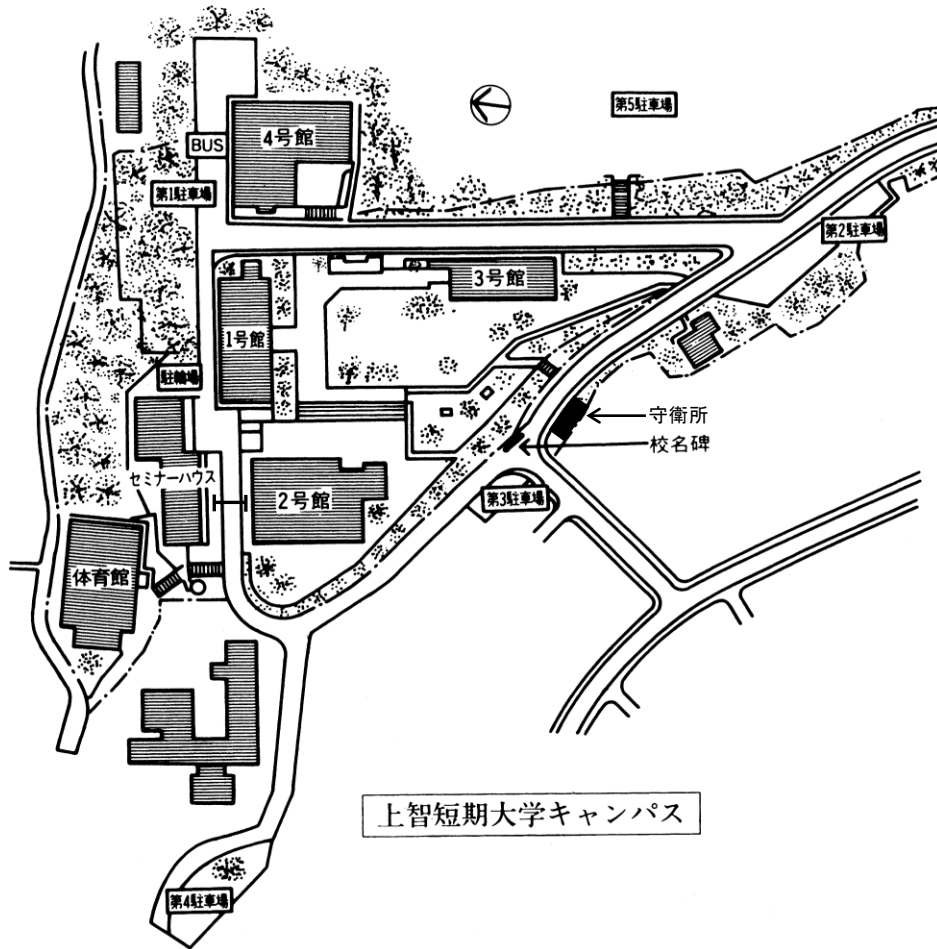 第5駐車場
4号館
BUS
第1駐車場
第2駐車場
3号館
1号館
駐輪場
守衛所
校名碑
セミナーハウス
2号館
第3駐車場
体育館
上智短期大学キャンパス
第4駐車場